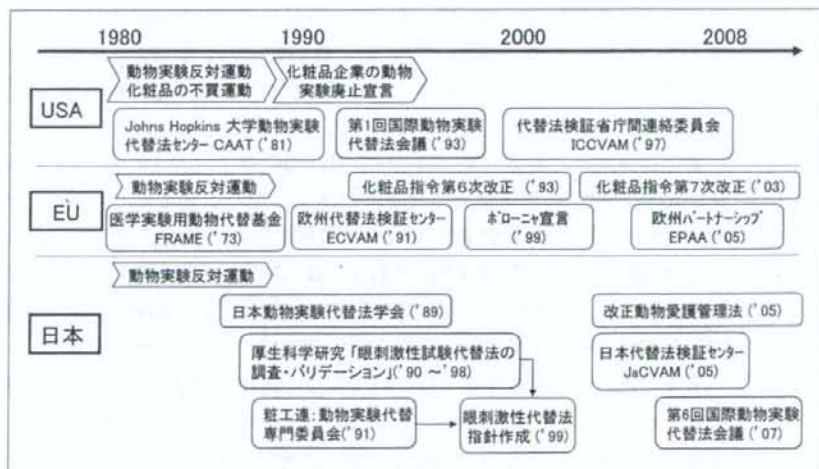 1980 1990 2000 2008
USA
動物実験反対運動
化粧品の不買運動
化粧品企業の動物
実験廃止宣言
Johns Hopkins 大学動物実験
代替法センター CAAT ('81)
第1回国際動物実験
代替法会議 ('93)
代替法検証省庁間連絡委員会
ICCVAM ('97)
EU
動物実験反対運動
化粧品指令第6次改正 ('93)
化粧品指令第7次改正 ('03)
医学実験用動物代替基金
FRAME ('73)
欧州代替法検証センター
ECVAM ('91)
ボローニャ宣言
('99)
欧州パートナーシップ
EPAA ('05)
日本
動物実験反対運動
日本動物実験代替法学会 ('89)
改正動物愛護管理法 ('05)
厚生科学研究 「眼刺激性試験代替法の
調査・バリデーション」('90 ~'98)
日本代替法検証センター
JaCVAM ('05)
粧工連:動物実験代替
専門委員会('91)
眼刺激性代替法
指針作成 ('99)
第6回国際動物実験
代替法会議 ('07)